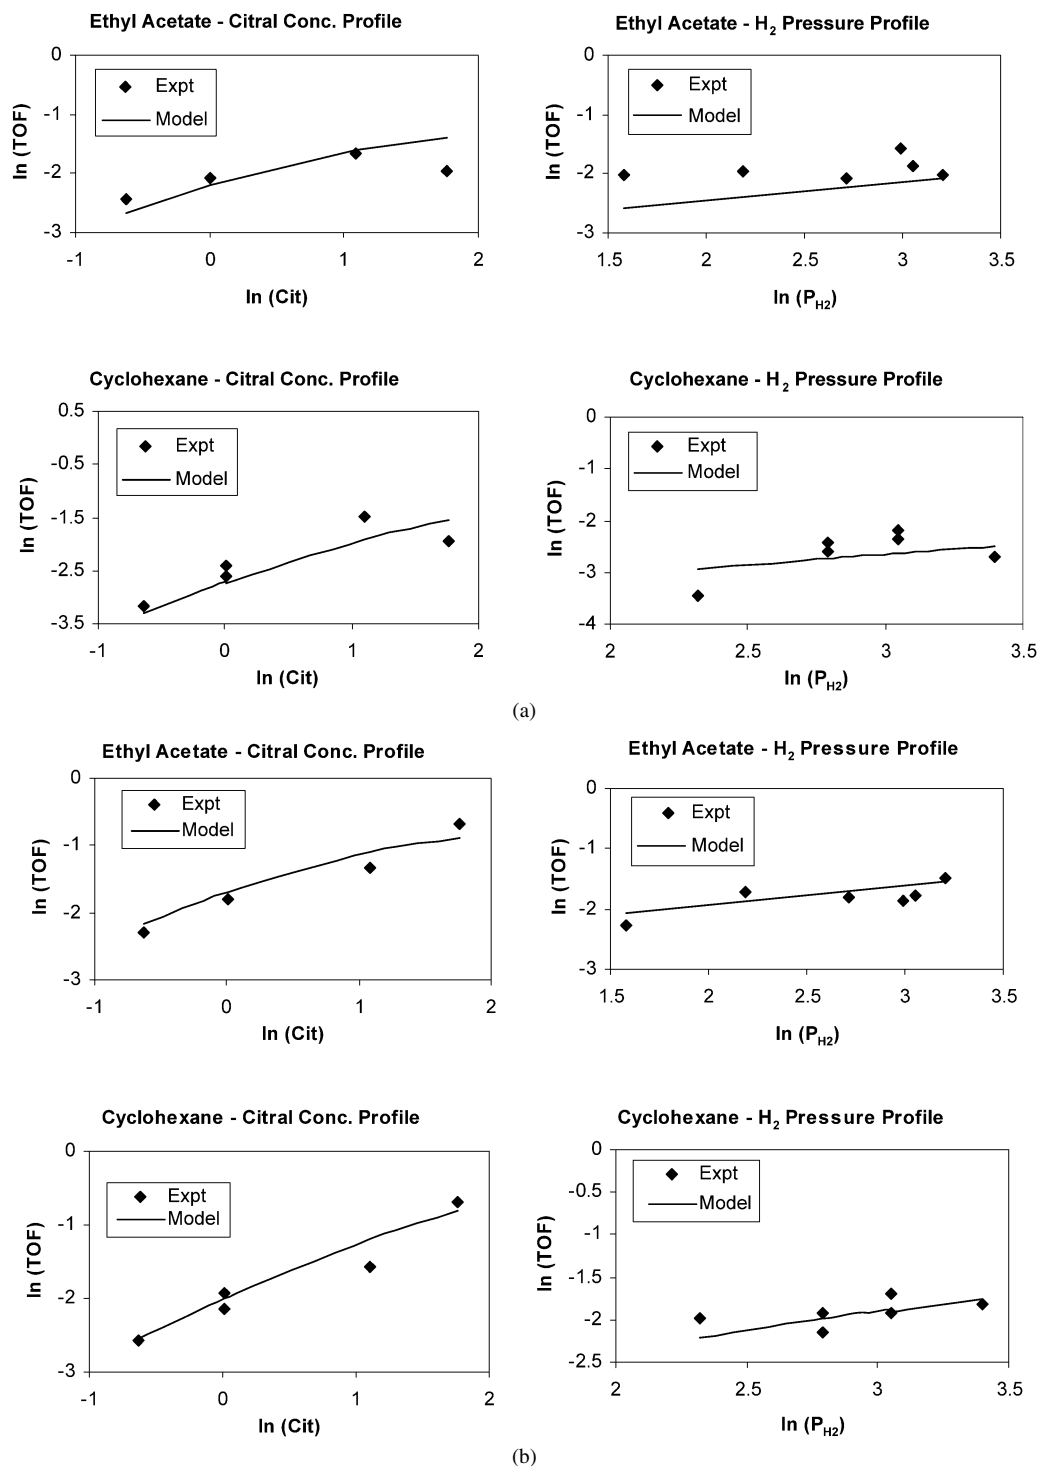 Ethyl Acetate - Citral Conc. Profile
0
-1
-2
-3
ln (TOF)
Expt
Model
-1 0 1 2
ln (Cit)
Ethyl Acetate - H2 Pressure Profile
0
-1
-2
-3
ln (TOF)
Expt
Model
1.5 2 2.5 3 3.5
ln (PH2)
Cyclohexane - Citral Conc. Profile
0.5
-0.5
-1.5
-2.5
-3.5
ln (TOF)
Expt
Model
-1 0 1 2
ln (Cit)
Cyclohexane - H2 Pressure Profile
0
-1
-2
-3
-4
ln (TOF)
Expt
Model
2 2.5 3 3.5
ln (PH2)
(a)
Ethyl Acetate - Citral Conc. Profile
0
-1
-2
-3
ln (TOF)
Expt
Model
-1 0 1 2
ln (Cit)
Ethyl Acetate - H2 Pressure Profile
0
-1
-2
-3
ln (TOF)
Expt
Model
1.5 2 2.5 3 3.5
ln (PH2)
Cyclohexane - Citral Conc. Profile
0
-1
-2
-3
ln (TOF)
Expt
Model
-1 0 1 2
ln (Cit)
Cyclohexane - H2 Pressure Profile
0
-0.5
-1
-1.5
-2
-2.5
ln (TOF)
Expt
Model
2 2.5 3 3.5
ln (PH2)
(b)